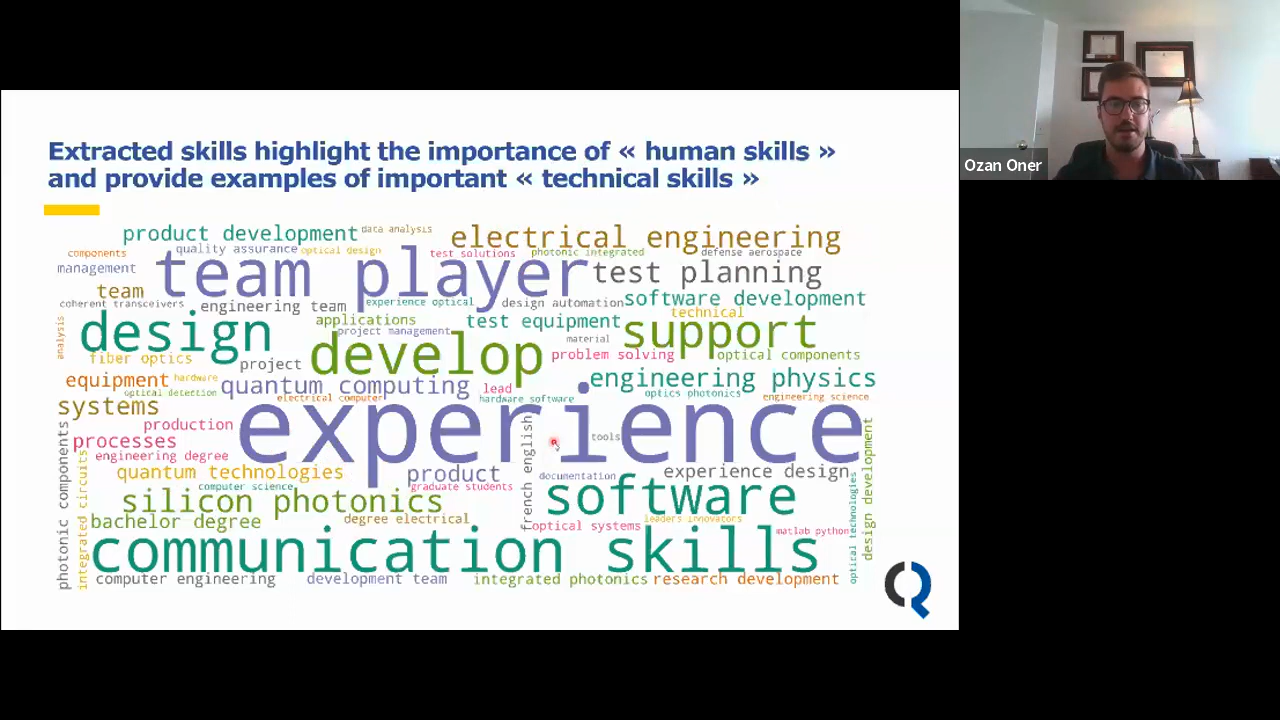 Extracted skills highlight the importance of « human skills »
and provide examples of important « technical skills »
product development
data analysis
electrical engineering
components
quality assurance
optical design
test solutions
photonic integrated
defense aerospace
management
team player
test planning
team
coherent transceivers
engineering team
experience optical
design automation
software development
analysis
design
applications
project management
test equipment
technical
support
material
fiber optics
project
develop
problem solving
optical components
equipment
hardware
quantum computing
lead
engineering physics
optical detection
electrical computer
hardware software
optics photonics
engineering science
systems
experience
production
processes
tools
engineering degree
quantum technologies
product
documentation
experience design
computer science
graduate students
french english
silicon photonics
software
bachelor degree
degree electrical
optical systems
leaders innovators
matlab python
photonic components
integrated circuits
communication skills
optical technologies
design development
computer engineering
development team
integrated photonics
research development
Ozan Oner